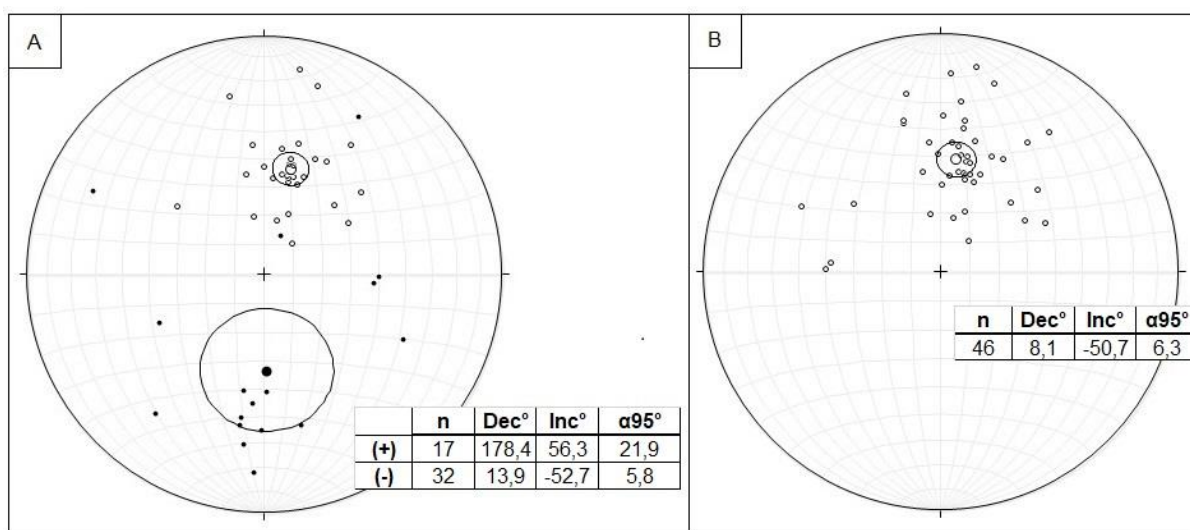 A
n Dec° Inc° α95°
(+) 17 178,4 56,3 21,9
(-) 32 13,9 -52,7 5,8
B
n Dec° Inc° α95°
46 8,1 -50,7 6,3